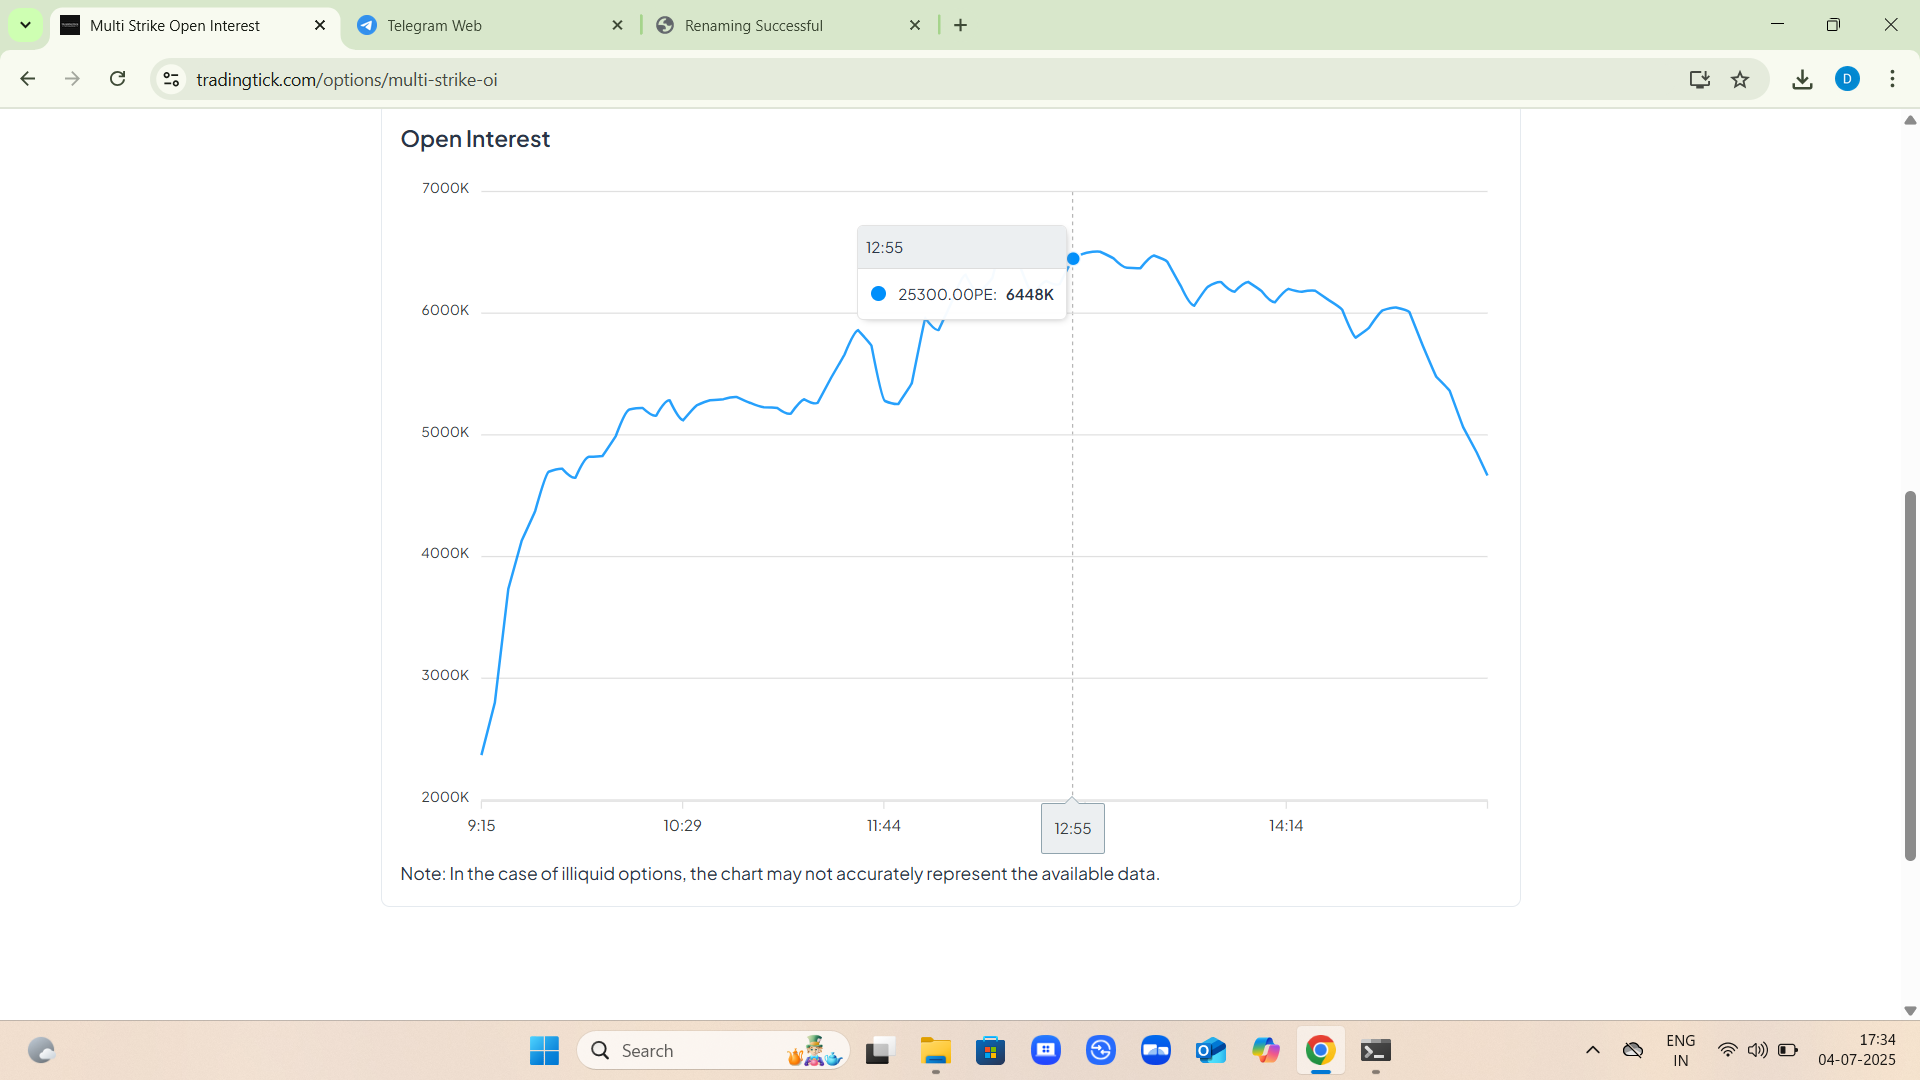 Multi Strike Open Interest
Telegram Web
Renaming Successful
tradingtick.com/options/multi-strike-oi
D
Open Interest
7000K
6000K
5000K
4000K
3000K
2000K
12:55
25300.00PE: 6448K
9:15
10:29
11:44
12:55
14:14
Note: In the case of illiquid options, the chart may not accurately represent the available data.
Search
ENG
IN
17:34
04-07-2025